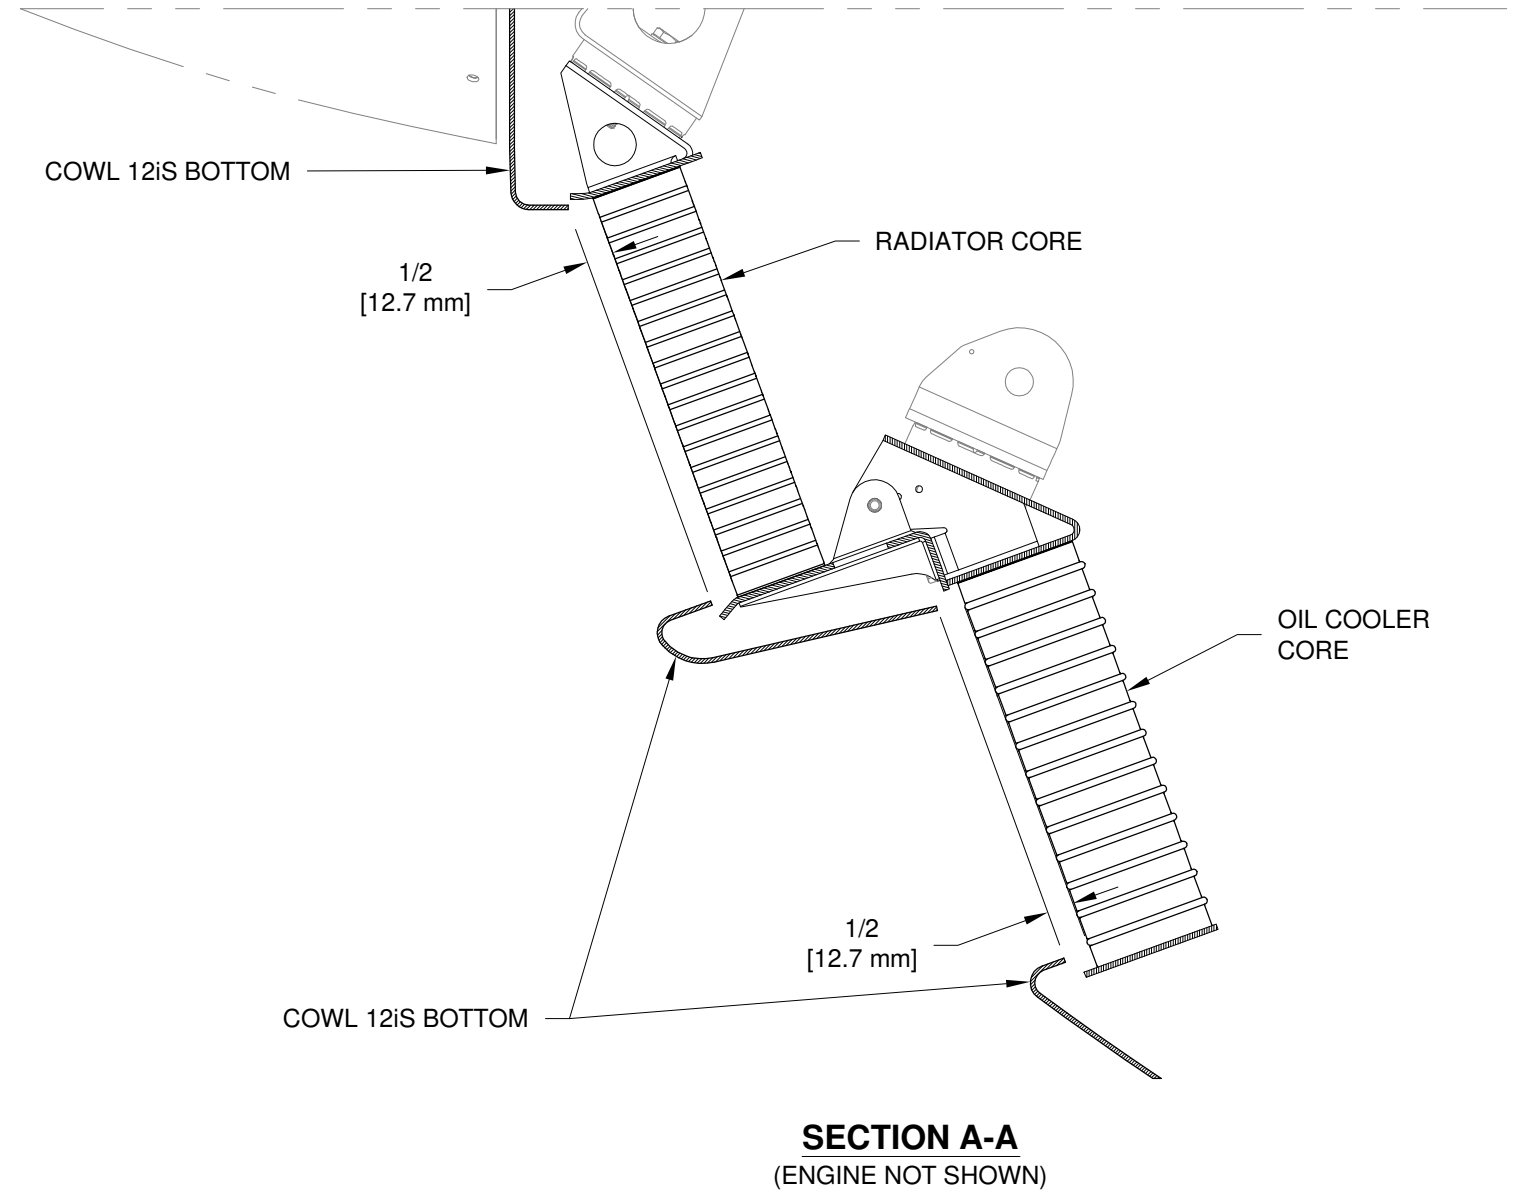 COWL 12iS BOTTOM
RADIATOR CORE
1/2
[12.7 mm]
OIL COOLER
CORE
1/2
[12.7 mm]
COWL 12iS BOTTOM
SECTION A-A
(ENGINE NOT SHOWN)